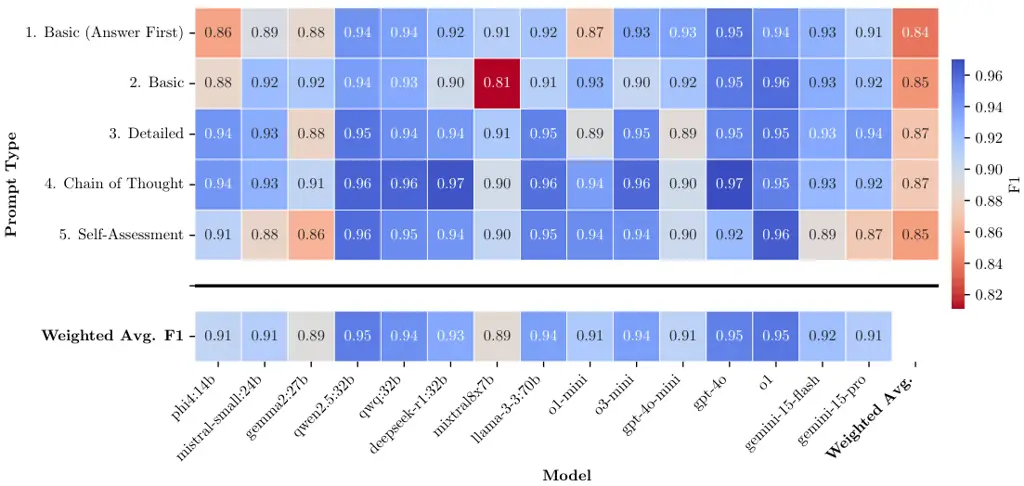 1. Basic (Answer First) 0.86 0.89 0.88 0.94 0.94 0.92 0.91 0.92 0.87 0.93 0.93 0.95 0.94 0.93 0.91 0.84
2. Basic 0.88 0.92 0.92 0.94 0.93 0.90 0.81 0.91 0.93 0.90 0.92 0.95 0.96 0.93 0.92 0.85
3. Detailed 0.94 0.93 0.88 0.95 0.94 0.94 0.91 0.95 0.89 0.95 0.89 0.95 0.95 0.93 0.94 0.87
4. Chain of Thought 0.94 0.93 0.91 0.96 0.96 0.97 0.90 0.96 0.94 0.96 0.90 0.97 0.95 0.93 0.92 0.87
5. Self-Assessment 0.91 0.88 0.86 0.96 0.95 0.94 0.90 0.95 0.94 0.94 0.90 0.92 0.96 0.89 0.87 0.85
Weighted Avg. F1 0.91 0.91 0.89 0.95 0.94 0.93 0.89 0.94 0.91 0.94 0.91 0.95 0.95 0.92 0.91
Prompt Type
phi4:14b
mistral-small:24b
gemma2:27b
qwen2.5:32b
qwq:32b
deepseek-r1:32b
mixtral8x7b
llama-3-3:70b
o1-mini
o3-mini
gpt-4o-mini
gpt-4o
o1
gemini-15-flash
gemini-15-pro
Weighted Avg.
Model
0.96
0.94
0.92
0.90
0.88
0.86
0.84
0.82
F1